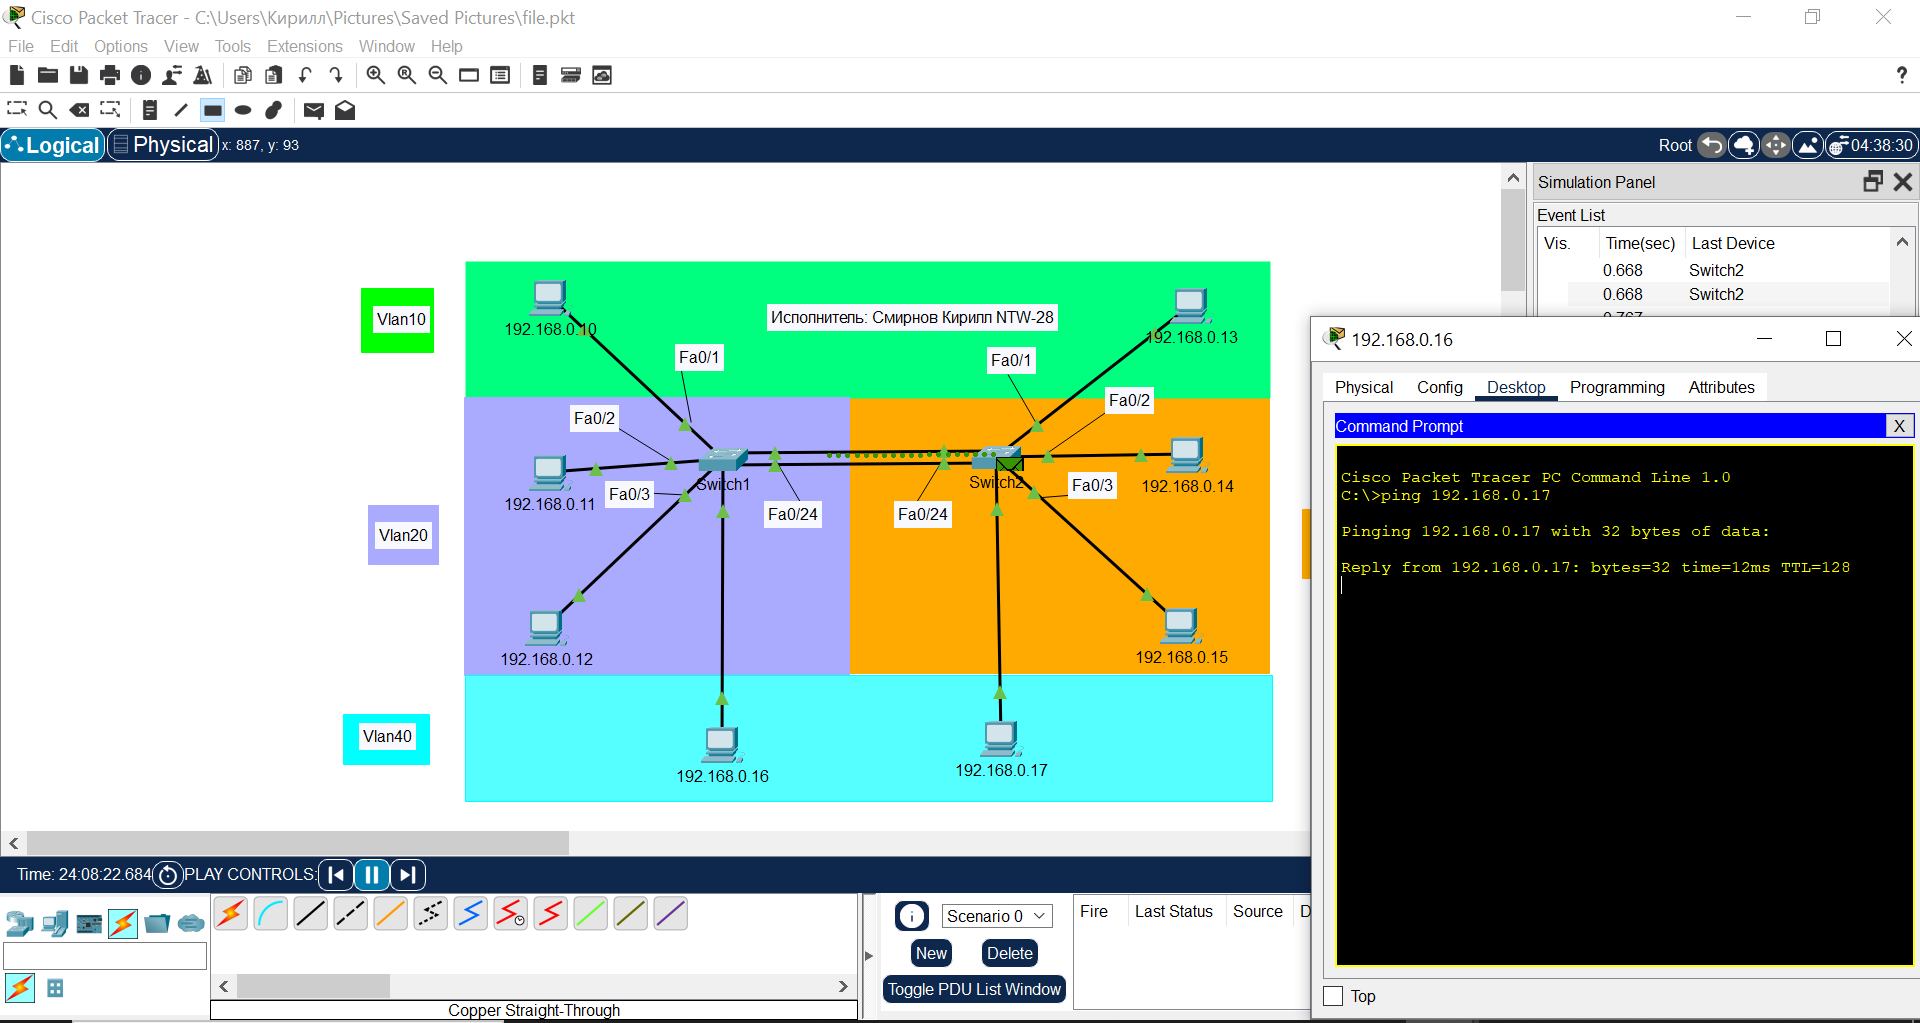 Cisco Packet Tracer - C:\Users\Кирилл\Pictures\Saved Pictures\file.pkt
File Edit Options View Tools Extensions Window Help
?
Logical Physical x: 887, y: 93
Root 04:38:30
Simulation Panel
Event List
Vis. Time(sec) Last Device
0.668 Switch2
0.668 Switch2
Vlan10
192.168.0.10
Исполнитель: Смирнов Кирилл NTW-28
192.168.0.13
Fa0/1
Fa0/1
Fa0/2
Fa0/2
192.168.0.11
Fa0/3
Switch1
Fa0/24
Fa0/24
Switch2
Fa0/3
192.168.0.14
Vlan20
192.168.0.12
192.168.0.15
Vlan40
192.168.0.16
192.168.0.17
192.168.0.16
Physical Config Desktop Programming Attributes
Command Prompt X
Cisco Packet Tracer PC Command Line 1.0
C:\>ping 192.168.0.17
Pinging 192.168.0.17 with 32 bytes of data:
Reply from 192.168.0.17: bytes=32 time=12ms TTL=128
Top
Time: 24:08:22.684 PLAY CONTROLS:
Scenario 0
New Delete
Toggle PDU List Window
Fire Last Status Source D
Copper Straight-Through